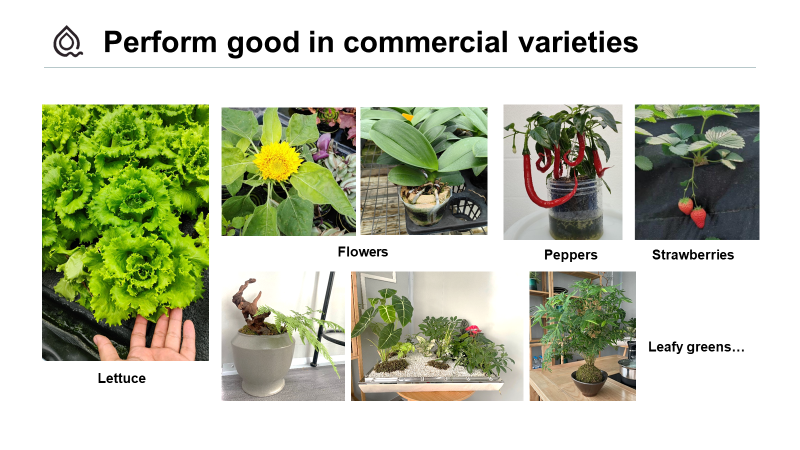 Perform good in commercial varieties
Flowers
Peppers
Strawberries
Leafy greens…
Lettuce